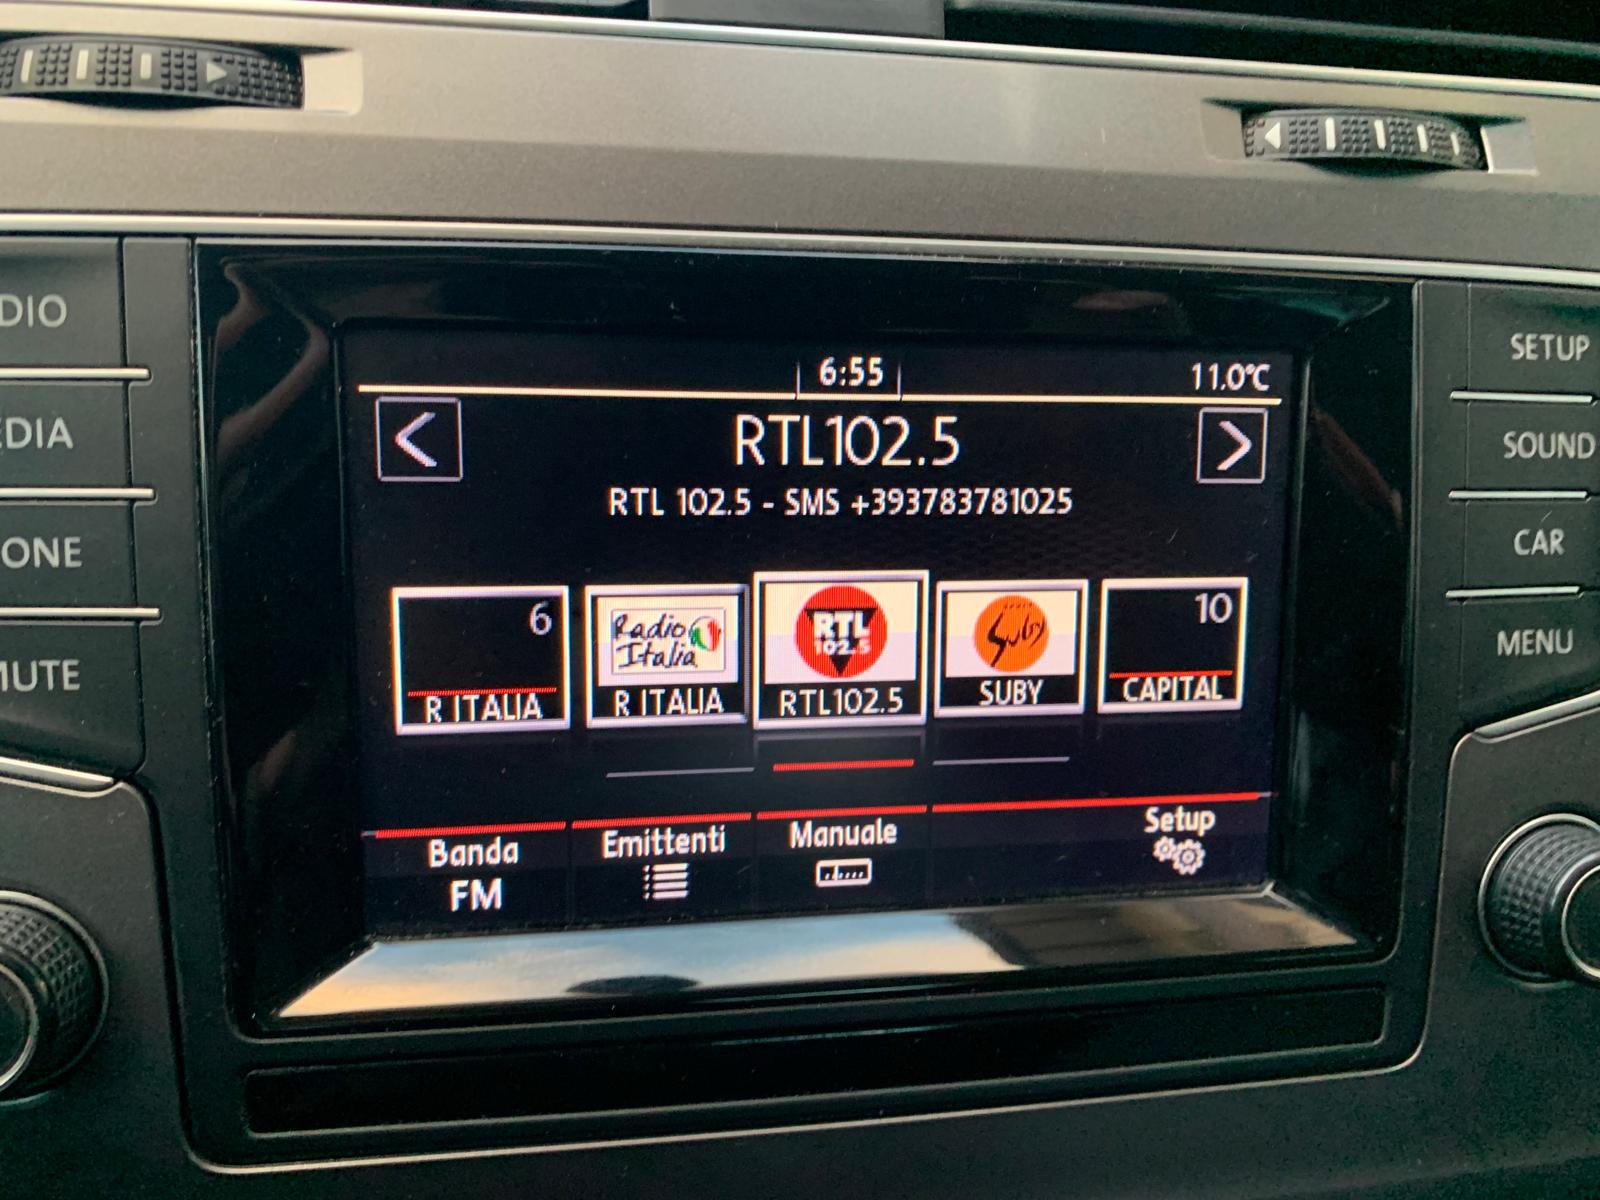 6:55
11.0°C
RTL102.5
RTL 102.5 - SMS +393783781025
6
R ITALIA
Radio
Italia
R ITALIA
RTL
102.5
RTL102.5
Suby
SUBY
10
CAPITAL
Banda
FM
Emittenti
Manuale
Setup
DIO
EDIA
ONE
MUTE
SETUP
SOUND
CAR
MENU